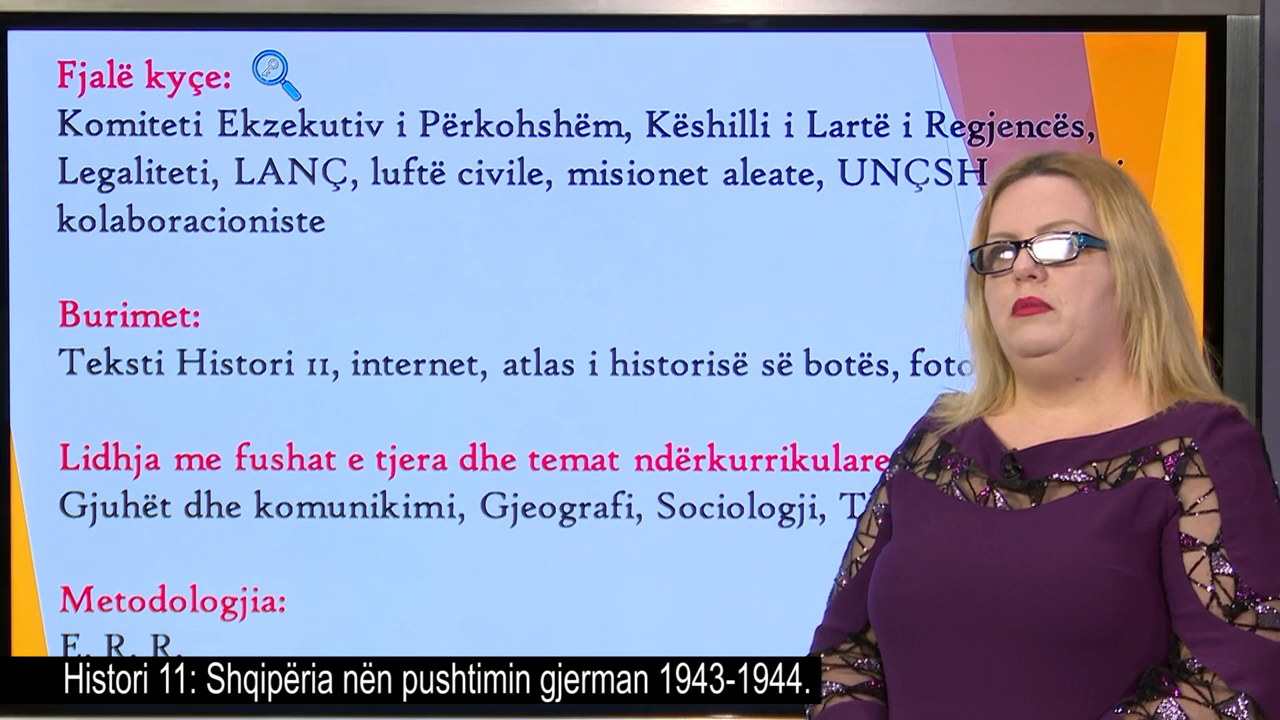 Fjalë kyçe:
Komiteti Ekzekutiv i Përkohshëm, Këshilli i Lartë i Regjencës,
Legaliteti, LANÇ, luftë civile, misionet aleate, UNÇSH
kolaboracioniste
Burimet:
Teksti Histori 11, internet, atlas i historisë së botës,
Lidhja me fushat e tjera dhe temat ndërkurrikulare
Gjuhët dhe komunikimi, Gjeografi, Sociologji,
Metodologjia:
E. R. R.
Histori 11: Shqipëria nën pushtimin gjerman 1943-1944.